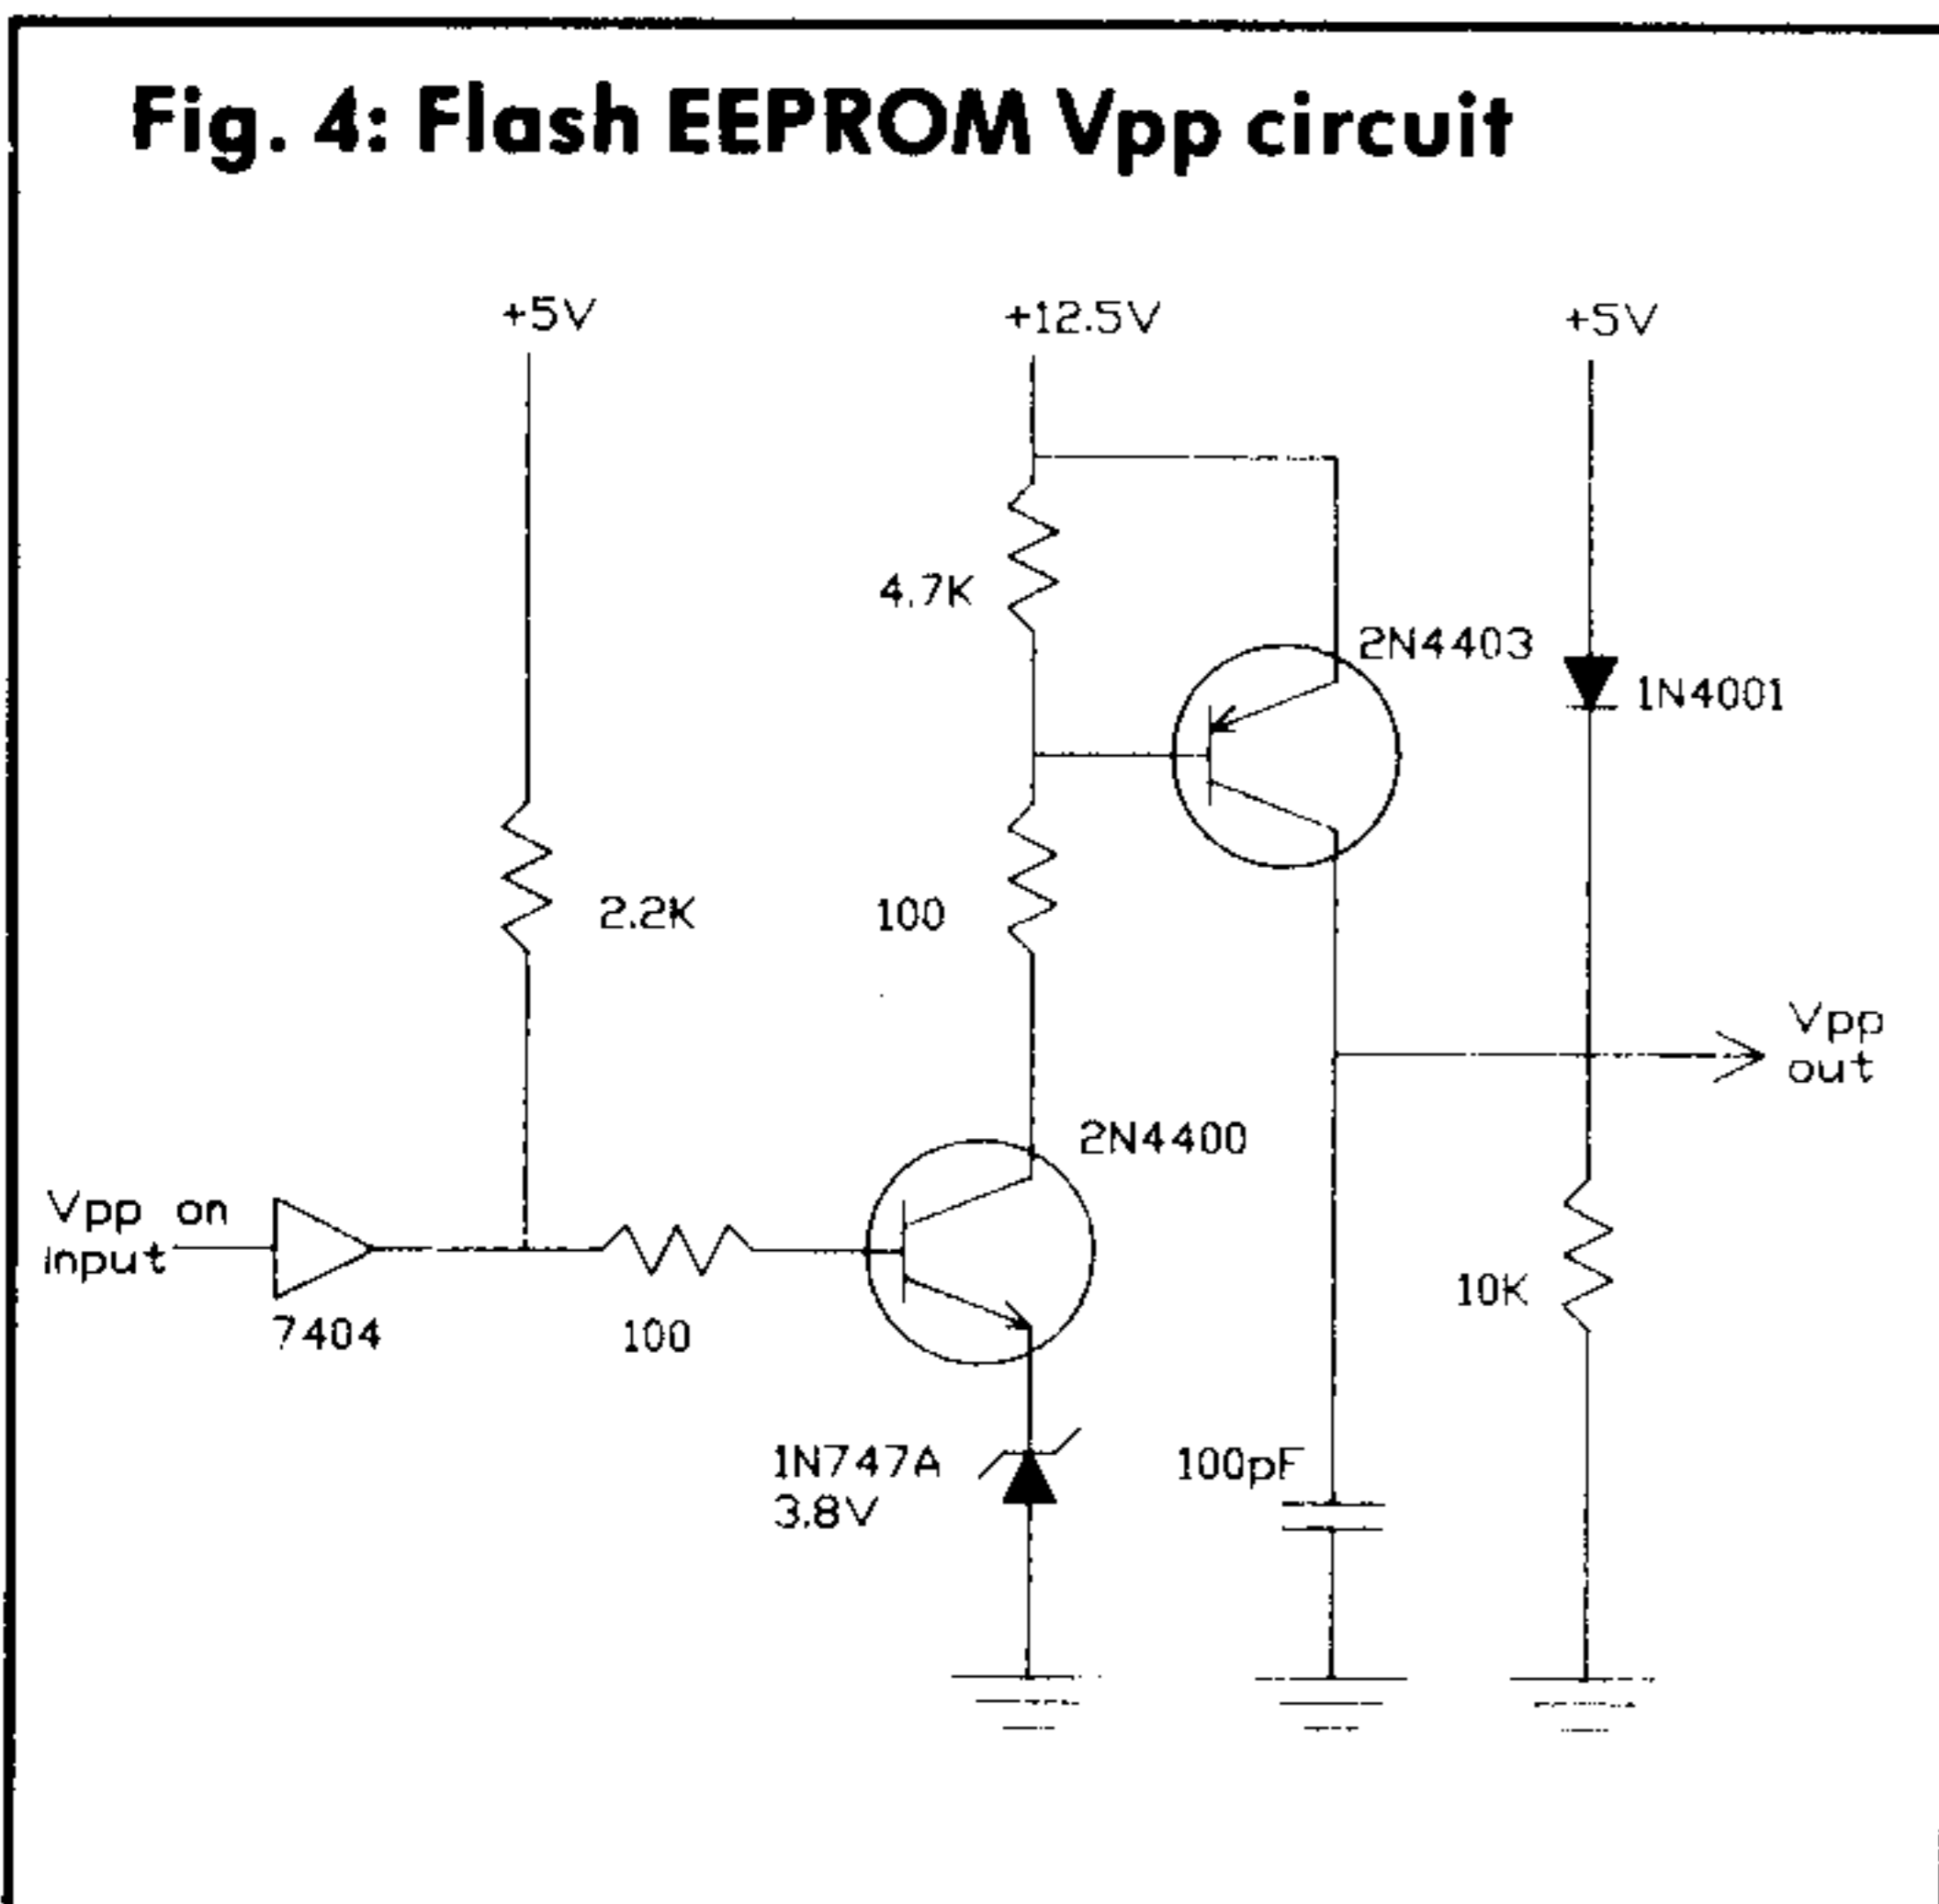 Fig. 4: Flash EEPROM Vpp circuit
+5V
+12.5V
+5V
4.7K
2N4403
1N4001
2.2K
100
Vpp
out
2N4400
Vpp on
input
7404
100
10K
1N747A
3.8V
100pF